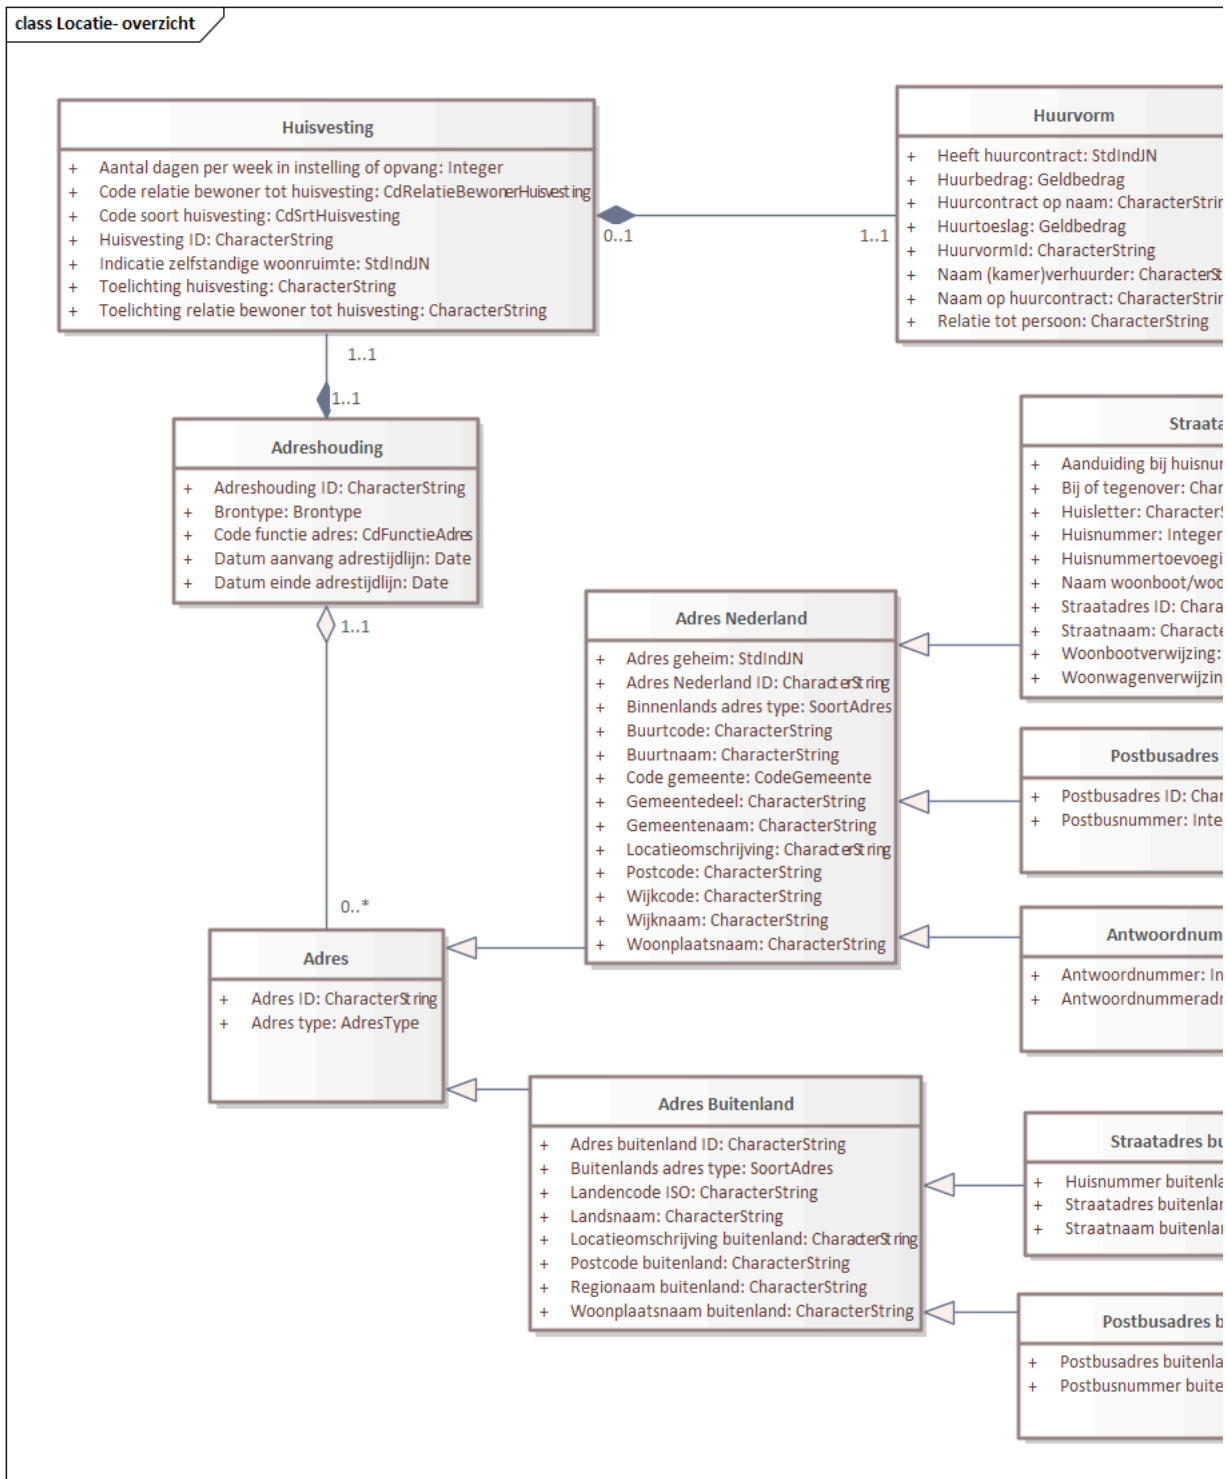 class Locatie- overzicht
Huisvesting
+ Aantal dagen per week in instelling of opvang: Integer
+ Code relatie bewoner tot huisvesting: CdRelatieBewonerHuisvesting
+ Code soort huisvesting: CdSrtHuisvesting
+ Huisvesting ID: CharacterString
+ Indicatie zelfstandige woonruimte: StdIndJN
+ Toelichting huisvesting: CharacterString
+ Toelichting relatie bewoner tot huisvesting: CharacterString
0..1
1..1
Huurvorm
+ Heeft huurcontract: StdIndJN
+ Huurbedrag: Geldbedrag
+ Huurcontract op naam: CharacterStrin
+ Huurtoeslag: Geldbedrag
+ HuurvormId: CharacterString
+ Naam (kamer)verhuurder: CharacterSt
+ Naam op huurcontract: CharacterStrin
+ Relatie tot persoon: CharacterString
1..1
1..1
Adreshouding
+ Adreshouding ID: CharacterString
+ Brontype: Brontype
+ Code functie adres: CdFunctieAdres
+ Datum aanvang adrestijdlijn: Date
+ Datum einde adrestijdlijn: Date
1..1
0..*
Straata
+ Aanduiding bij huisnu
+ Bij of tegenover: Char
+ Huisletter: CharacterS
+ Huisnummer: Integer
+ Huisnummertoevoegi
+ Naam woonboot/woo
+ Straatadres ID: Chara
+ Straatnaam: Characte
+ Woonbootverwijzing:
+ Woonwagenverwijzin
Adres Nederland
+ Adres geheim: StdIndJN
+ Adres Nederland ID: CharacterString
+ Binnenlands adres type: SoortAdres
+ Buurtcode: CharacterString
+ Buurtnaam: CharacterString
+ Code gemeente: CodeGemeente
+ Gemeentedeel: CharacterString
+ Gemeentenaam: CharacterString
+ Locatieomschrijving: CharacterString
+ Postcode: CharacterString
+ Wijkcode: CharacterString
+ Wijknaam: CharacterString
+ Woonplaatsnaam: CharacterString
Postbusadres
+ Postbusadres ID: Char
+ Postbusnummer: Inte
Antwoordnum
+ Antwoordnummer: In
+ Antwoordnummeradr
Adres
+ Adres ID: CharacterString
+ Adres type: AdresType
Adres Buitenland
+ Adres buitenland ID: CharacterString
+ Buitenlands adres type: SoortAdres
+ Landencode ISO: CharacterString
+ Landsnaam: CharacterString
+ Locatieomschrijving buitenland: CharacterString
+ Postcode buitenland: CharacterString
+ Regionaam buitenland: CharacterString
+ Woonplaatsnaam buitenland: CharacterString
Straatadres bu
+ Huisnummer buitenla
+ Straatadres buitenlan
+ Straatnaam buitenlan
Postbusadres b
+ Postbusadres buitenla
+ Postbusnummer buite